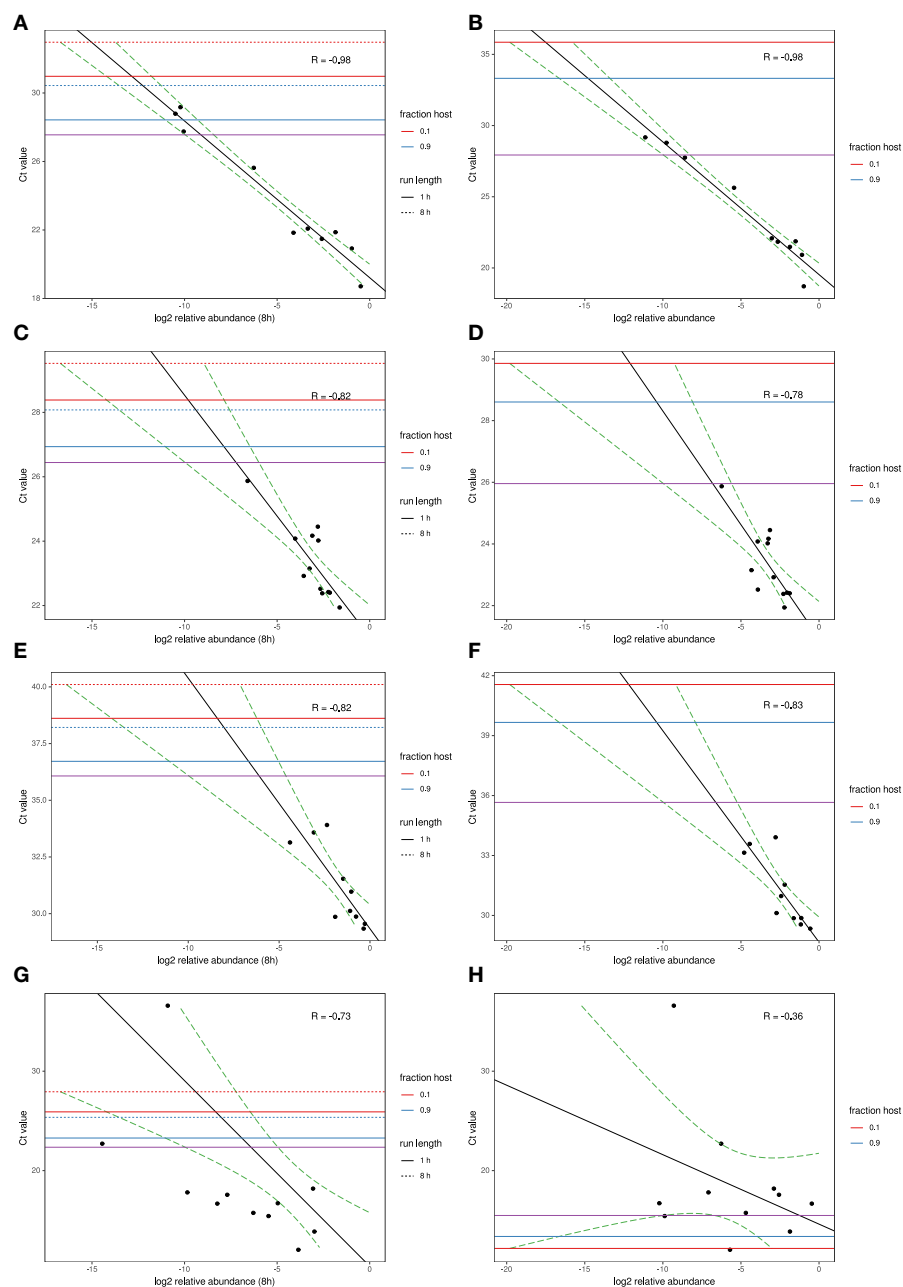 A
Ct value
30
26
22
18
R = -0.98
-15
-10
-5
0
log2 relative abundance (8h)
fraction host
0.1
0.9
run length
1 h
8 h
B
Ct value
35
30
25
20
R = -0.98
-20
-15
-10
-5
0
log2 relative abundance
fraction host
0.1
0.9
C
Ct value
28
26
24
22
R = -0.82
-15
-10
-5
0
log2 relative abundance (8h)
fraction host
0.1
0.9
run length
1 h
8 h
D
Ct value
30
28
26
24
22
R = -0.78
-20
-15
-10
-5
0
log2 relative abundance
fraction host
0.1
0.9
E
Ct value
40.0
37.5
35.0
32.5
30.0
R = -0.82
-15
-10
-5
0
log2 relative abundance (8h)
fraction host
0.1
0.9
run length
1 h
8 h
F
Ct value
42
39
36
33
30
R = -0.83
-20
-15
-10
-5
0
log2 relative abundance
fraction host
0.1
0.9
G
Ct value
30
20
R = -0.73
-15
-10
-5
0
log2 relative abundance (8h)
fraction host
0.1
0.9
run length
1 h
8 h
H
Ct value
30
20
R = -0.36
-20
-15
-10
-5
0
log2 relative abundance
fraction host
0.1
0.9